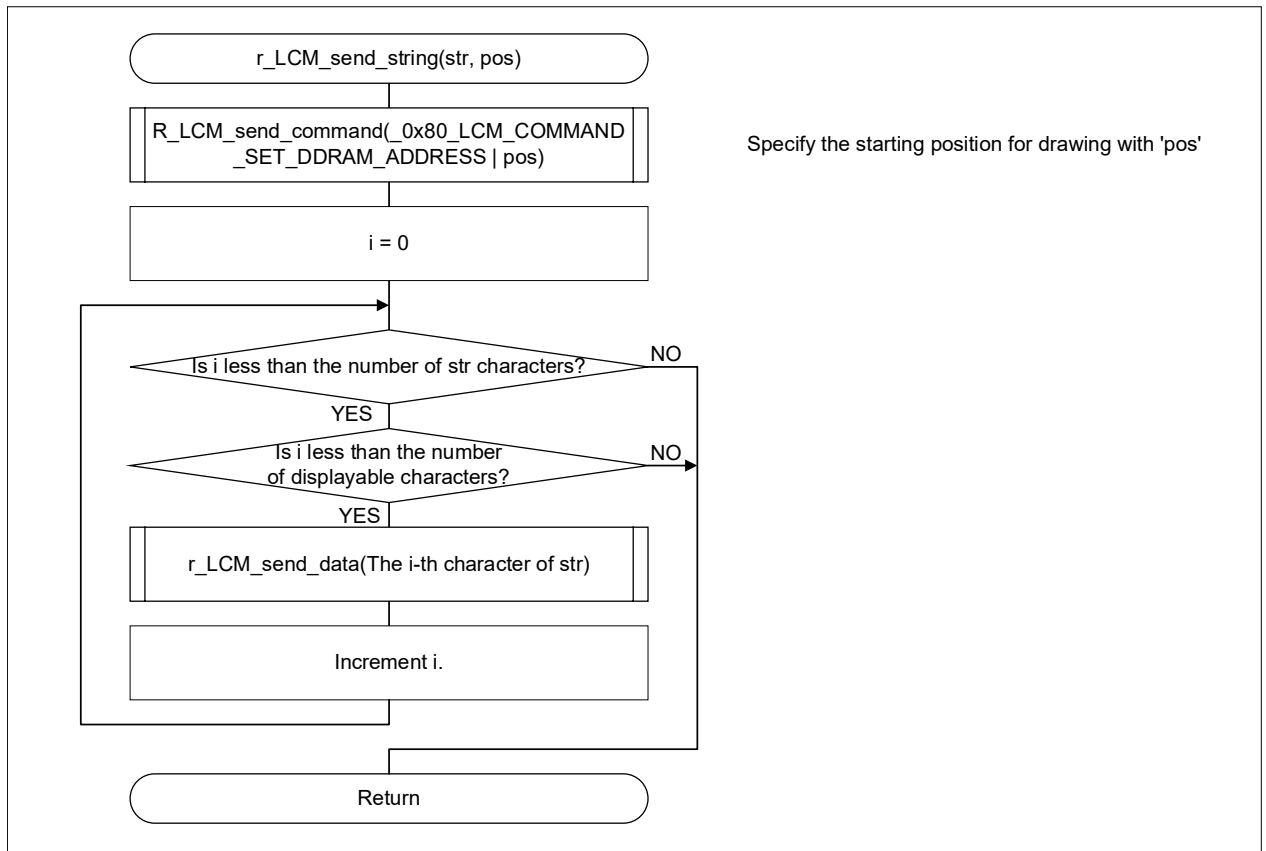 r_LCM_send_string(str, pos)
R_LCM_send_command(_0x80_LCM_COMMAND
_SET_DDRAM_ADDRESS | pos)
Specify the starting position for drawing with 'pos'
i = 0
Is i less than the number of str characters?
NO
YES
Is i less than the number
of displayable characters?
NO
YES
r_LCM_send_data(The i-th character of str)
Increment i.
Return